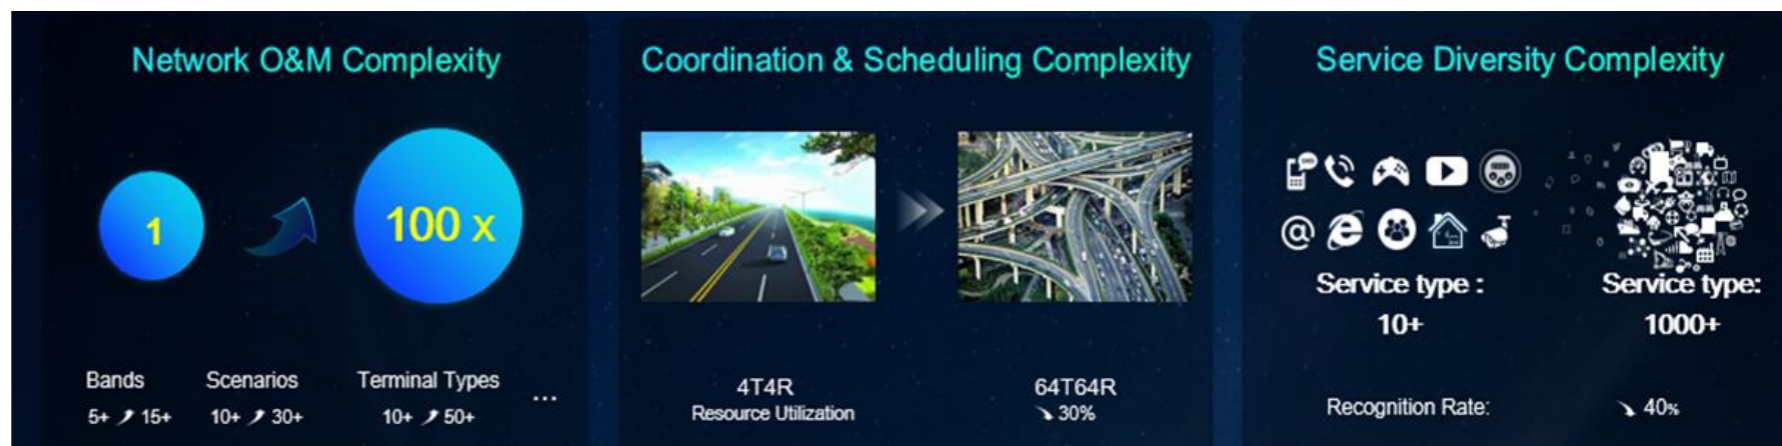 Network O&M Complexity
1
100 x
Bands
Scenarios
Terminal Types
...
5+ 15+
10+ 30+
10+ 50+
Coordination & Scheduling Complexity
4T4R
Resource Utilization
64T64R
30%
Service Diversity Complexity
Service type :
10+
Service type:
1000+
Recognition Rate:
40%